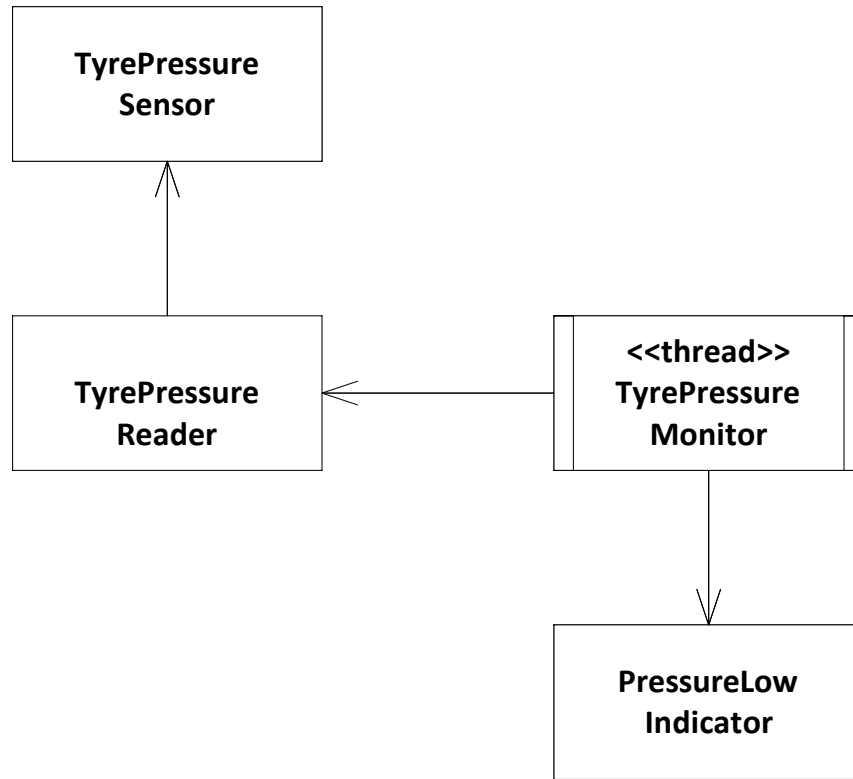 TyrePressure
Sensor
TyrePressure
Reader
<<thread>>
TyrePressure
Monitor
PressureLow
Indicator